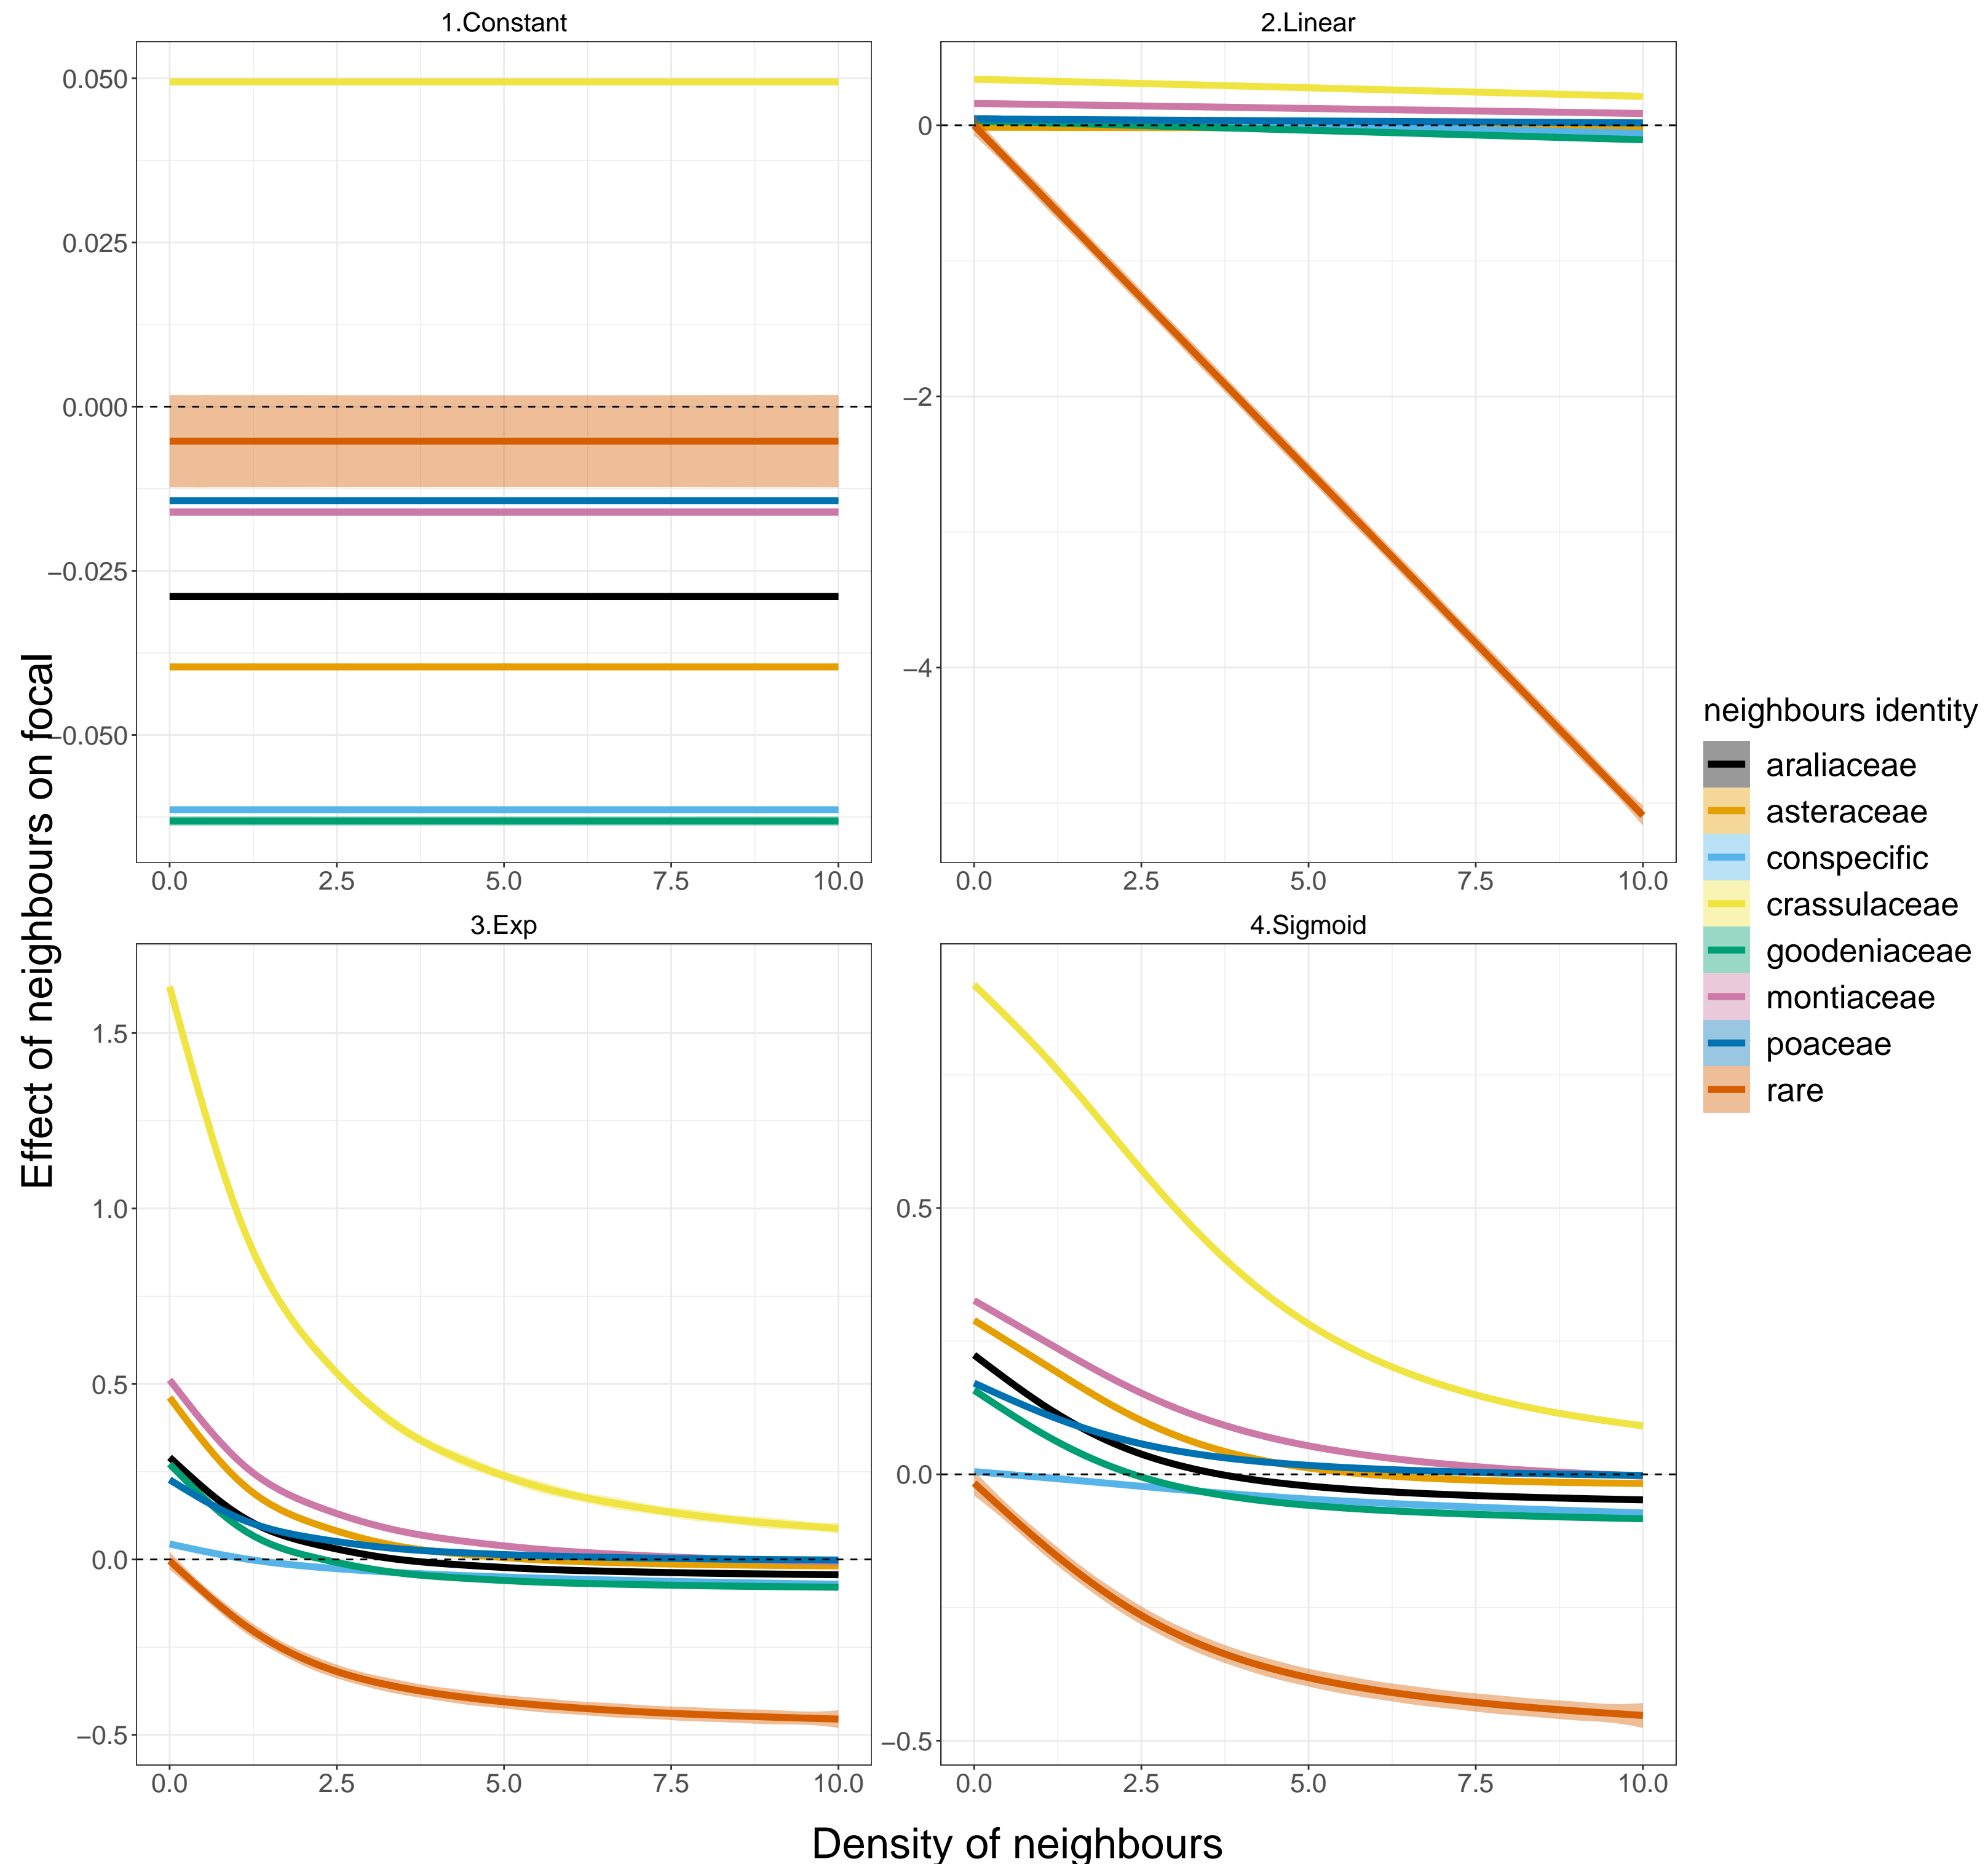 1.Constant
2.Linear
0.050
0.025
0.000
−0.025
−0.050
0
−2
−4
0.0 2.5 5.0 7.5 10.0
0.0 2.5 5.0 7.5 10.0
3.Exp
4.Sigmoid
1.5
1.0
0.5
0.0
−0.5
0.5
0.0
−0.5
0.0 2.5 5.0 7.5 10.0
0.0 2.5 5.0 7.5 10.0
Effect of neighbours on focal
Density of neighbours
neighbours identity
araliaceae
asteraceae
conspecific
crassulaceae
goodeniaceae
montiaceae
poaceae
rare